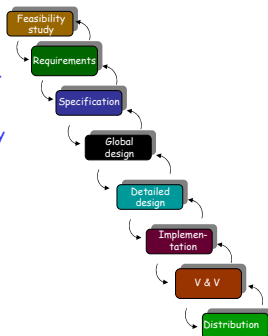 Feasibility
study
Requirements
Specification
Global
design
Detailed
design
Implemen-
tation
V & V
Distribution